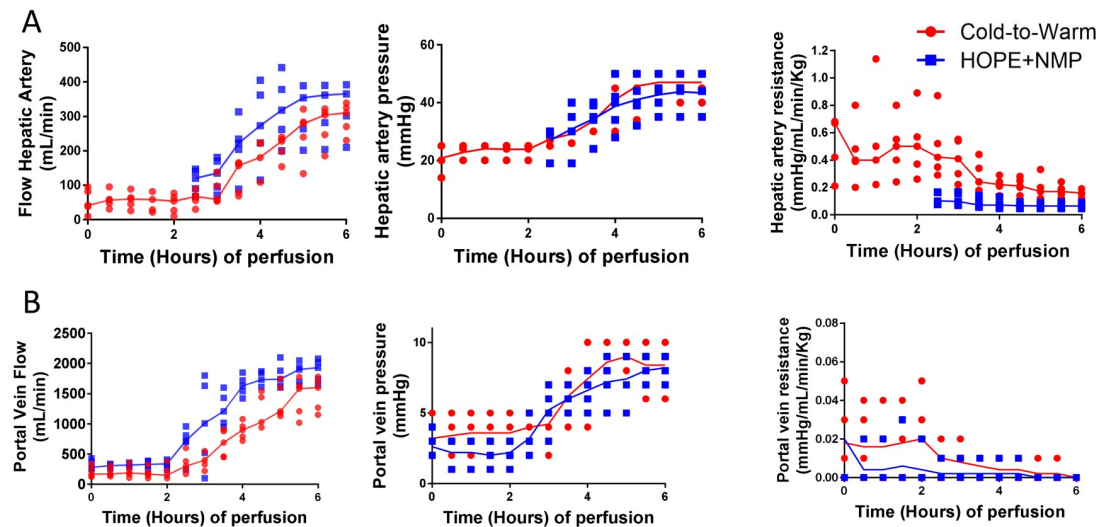 A
Flow Hepatic Artery
(mL/min)
500
400
300
200
100
0
0
2
4
6
Time (Hours) of perfusion
Hepatic artery pressure
(mmHg)
60
40
20
0
0
2
4
6
Time (Hours) of perfusion
Cold-to-Warm
HOPE+NMP
Hepatic artery resistance
(mmHg/mL/min/Kg)
1.2
1.0
0.8
0.6
0.4
0.2
0.0
0
2
4
6
Time (Hours) of perfusion
B
Portal Vein Flow
(mL/min)
2500
2000
1500
1000
500
0
0
2
4
6
Time (Hours) of perfusion
Portal vein pressure
(mmHg)
10
5
0
0
2
4
6
Time (Hours) of perfusion
Portal vein resistance
(mmHg/mL/min/Kg)
0.08
0.06
0.04
0.02
0.00
0
2
4
6
Time (Hours) of perfusion